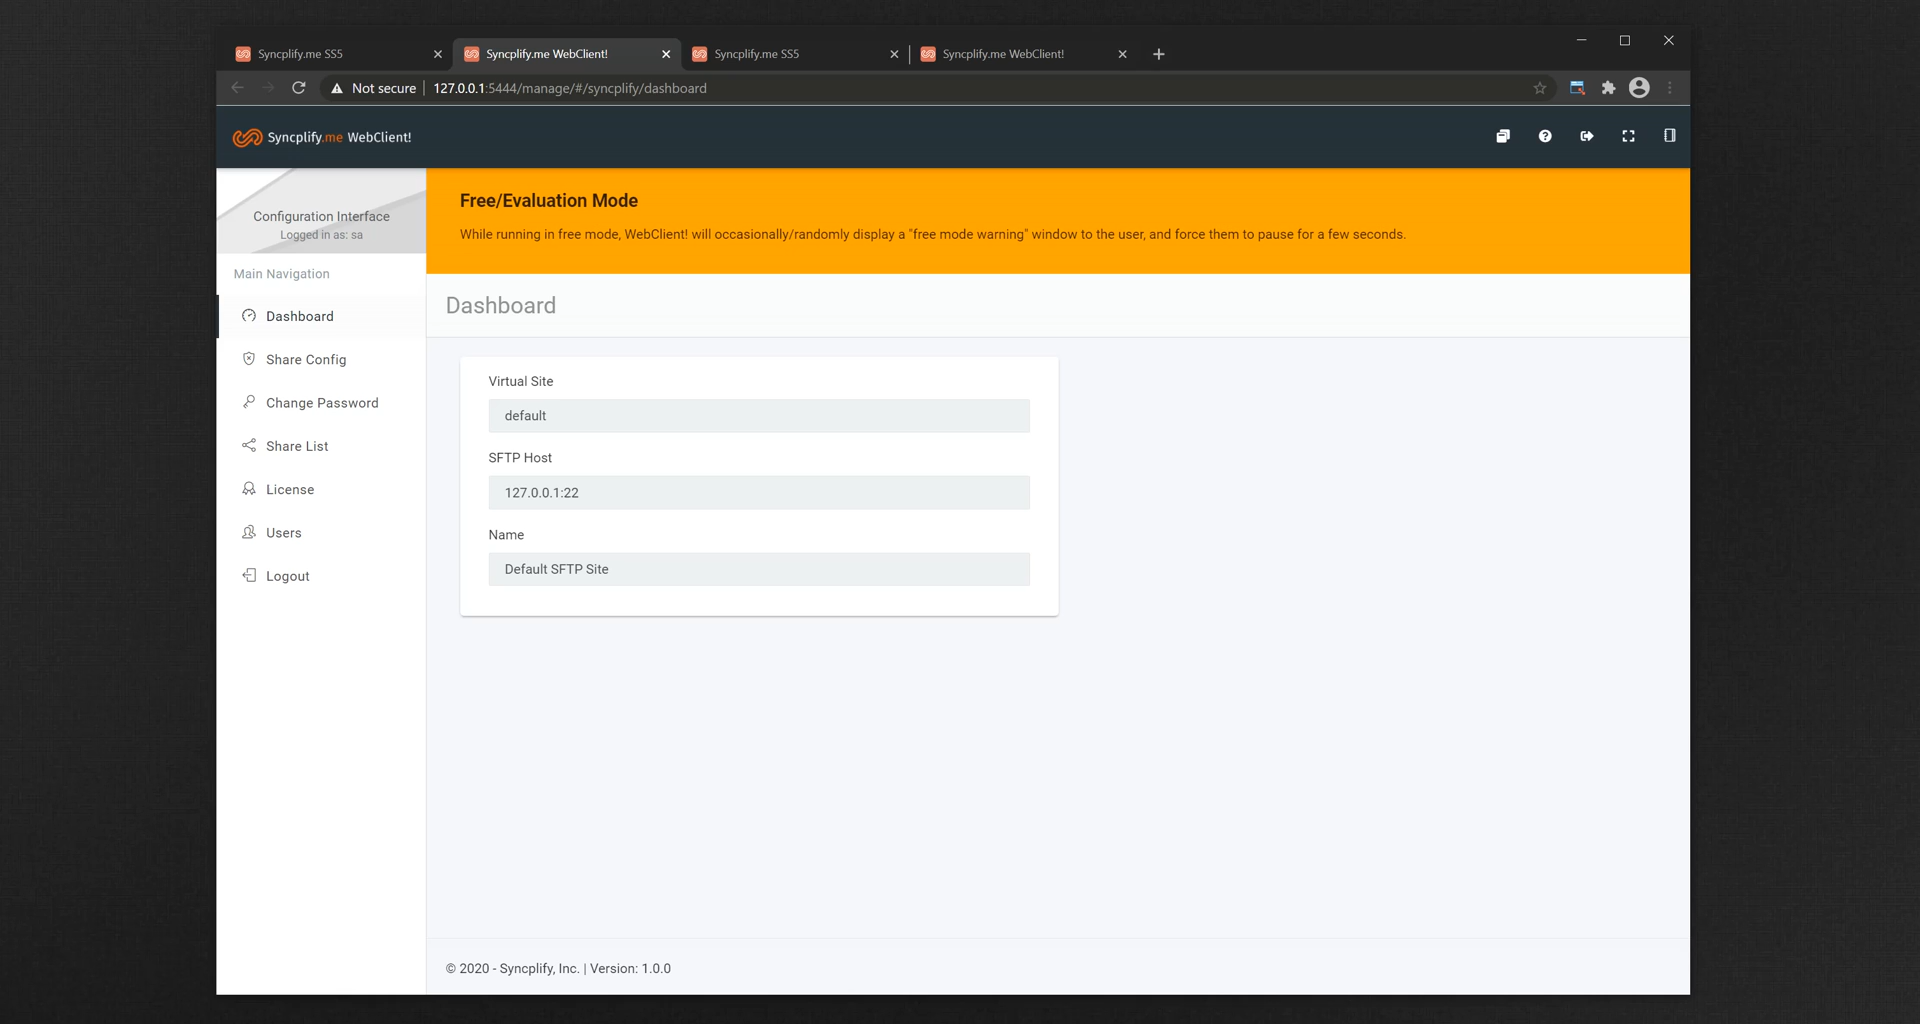 Syncplify.me SS5
Syncplify.me WebClient!
Syncplify.me SS5
Syncplify.me WebClient!
Not secure
127.0.0.1:5444/manage/#/syncplify/dashboard
Syncplify.me WebClient!
Configuration Interface
Logged in as: sa
Main Navigation
Dashboard
Share Config
Change Password
Share List
License
Users
Logout
Free/Evaluation Mode
While running in free mode, WebClient! will occasionally/randomly display a "free mode warning" window to the user, and force them to pause for a few seconds.
Dashboard
Virtual Site
default
SFTP Host
127.0.0.1:22
Name
Default SFTP Site
© 2020 - Syncplify, Inc. | Version: 1.0.0